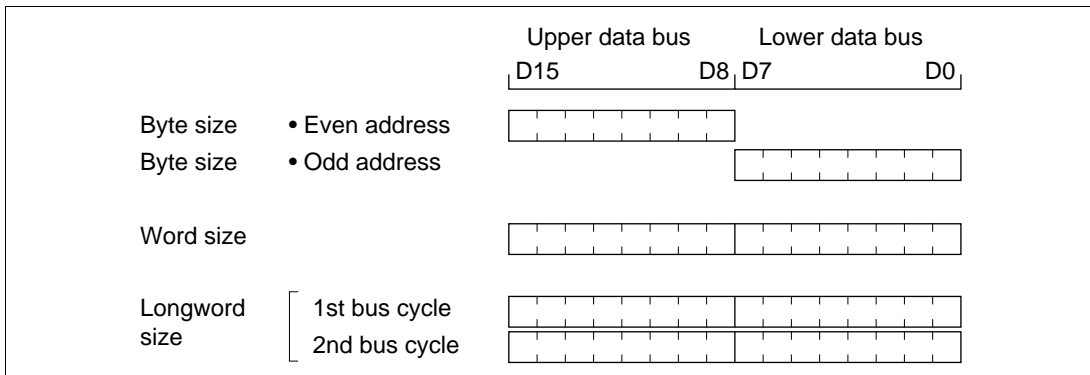 Upper data bus Lower data bus
D15 D8 D7 D0
Byte size • Even address
Byte size • Odd address
Word size
Longword size 1st bus cycle
2nd bus cycle